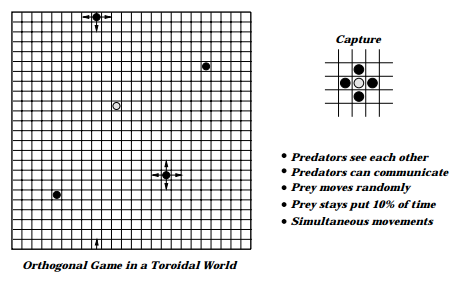 Capture
• Predators see each other
• Predators can communicate
• Prey moves randomly
• Prey stays put 10% of time
• Simultaneous movements
Orthogonal Game in a Toroidal World